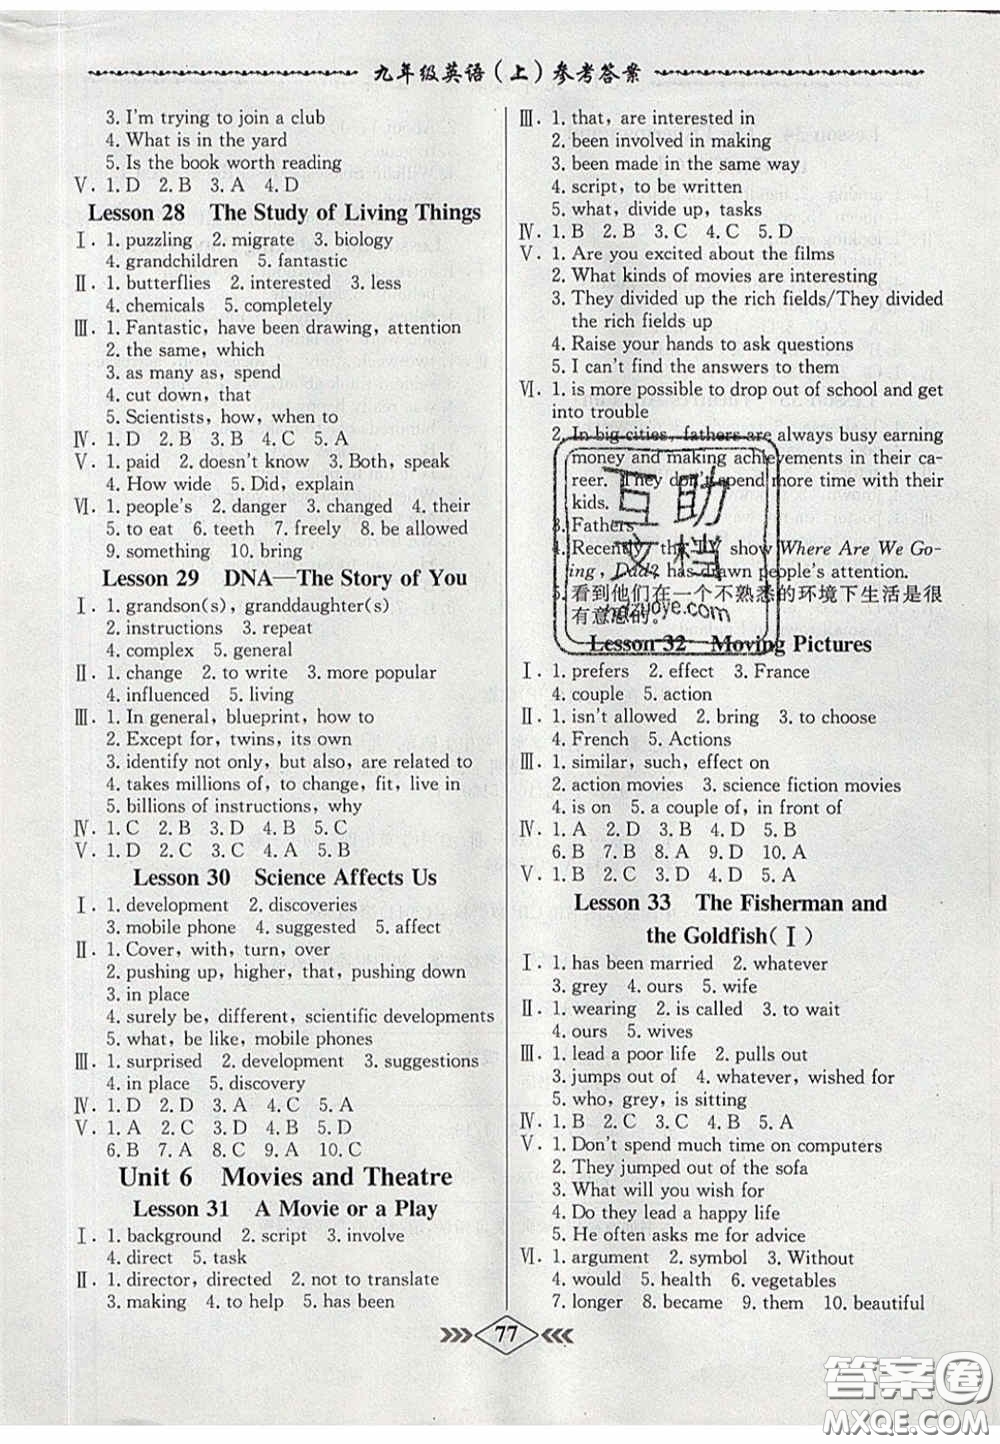 九年级英语(上)参考答案
3. I'm trying to join a club
4. What is in the yard
5. Is the book worth reading
Ⅴ. 1. D 2. B 3. A 4. D
Lesson 28 The Study of Living Things
Ⅰ. 1. puzzling 2. migrate 3. biology
4. grandchildren 5. fantastic
Ⅱ. 1. butterflies 2. interested 3. less
4. chemicals 5. completely
Ⅲ. 1. Fantastic, have been drawing, attention
2. the same, which
3. as many as, spend
4. cut down, that
5. Scientists, how, when to
Ⅳ. 1. D 2. B 3. B 4. C 5. A
Ⅴ. 1. paid 2. doesn't know 3. Both, speak
4. How wide 5. Did, explain
Ⅵ. 1. people's 2. danger 3. changed 4. their
5. to eat 6. teeth 7. freely 8. be allowed
9. something 10. bring
Lesson 29 DNA—The Story of You
Ⅰ. 1. grandson(s), granddaughter(s)
2. instructions 3. repeat
4. complex 5. general
Ⅱ. 1. change 2. to write 3. more popular
4. influenced 5. living
Ⅲ. 1. In general, blueprint, how to
2. Except for, twins, its own
3. identify not only, but also, are related to
4. takes millions of, to change, fit, live in
5. billions of instructions, why
Ⅳ. 1. C 2. B 3. D 4. B 5. C
Ⅴ. 1. D 2. C 3. C 4. A 5. B
Lesson 30 Science Affects Us
Ⅰ. 1. development 2. discoveries
3. mobile phone 4. suggested 5. affect
Ⅱ. 1. Cover, with, turn, over
2. pushing up, higher, that, pushing down
3. in place
4. surely be, different, scientific developments
5. what, be like, mobile phones
Ⅲ. 1. surprised 2. development 3. suggestions
4. in place 5. discovery
Ⅳ. 1. D 2. D 3. A 4. C 5. A
Ⅴ. 1. A 2. C 3. D 4. D 5. C
6. B 7. A 8. C 9. A 10. C
Unit 6 Movies and Theatre
Lesson 31 A Movie or a Play
Ⅰ. 1. background 2. script 3. involve
4. direct 5. task
Ⅱ. 1. director, directed 2. not to translate
3. making 4. to help 5. has been
Ⅲ. 1. that, are interested in
2. been involved in making
3. been made in the same way
4. script, to be written
5. what, divide up, tasks
Ⅳ. 1. B 2. B 3. C 4. C 5. D
Ⅴ. 1. Are you excited about the films
2. What kinds of movies are interesting
3. They divided up the rich fields/They divided
the rich fields up
4. Raise your hands to ask questions
5. I can't find the answers to them
Ⅵ. 1. is more possible to drop out of school and get
into trouble
2. In big cities, fathers are always busy earning
money and making achievements in their ca-
reer. They don't spend more time with their
kids.
3. Fathers
4. Recently, the TV show Where Are We Go-
ing, Dad? has drawn people's attention.
5. 看到他们在一个不熟悉的环境下生活是很
有意思的。
互助
文档
hdzuoye.com
Lesson 32 Moving Pictures
Ⅰ. 1. prefers 2. effect 3. France
4. couple 5. action
Ⅱ. 1. isn't allowed 2. bring 3. to choose
4. French 5. Actions
Ⅲ. 1. similar, such, effect on
2. action movies 3. science fiction movies
4. is on 5. a couple of, in front of
Ⅳ. 1. A 2. D 3. B 4. D 5. B
6. B 7. B 8. A 9. D 10. A
Ⅴ. 1. B 2. C 3. D 4. C 5. A
Lesson 33 The Fisherman and
the Goldfish(Ⅰ)
Ⅰ. 1. has been married 2. whatever
3. grey 4. ours 5. wife
Ⅱ. 1. wearing 2. is called 3. to wait
4. ours 5. wives
Ⅲ. 1. lead a poor life 2. pulls out
3. jumps out of 4. whatever, wished for
5. who, grey, is sitting
Ⅳ. 1. B 2. C 3. C 4. B 5. A
Ⅴ. 1. Don't spend much time on computers
2. They jumped out of the sofa
3. What will you wish for
4. Do they lead a happy life
5. He often asks me for advice
Ⅵ. 1. argument 2. symbol 3. Without
4. would 5. health 6. vegetables
7. longer 8. became 9. them 10. beautiful
77
答案圈
MXQE.COM